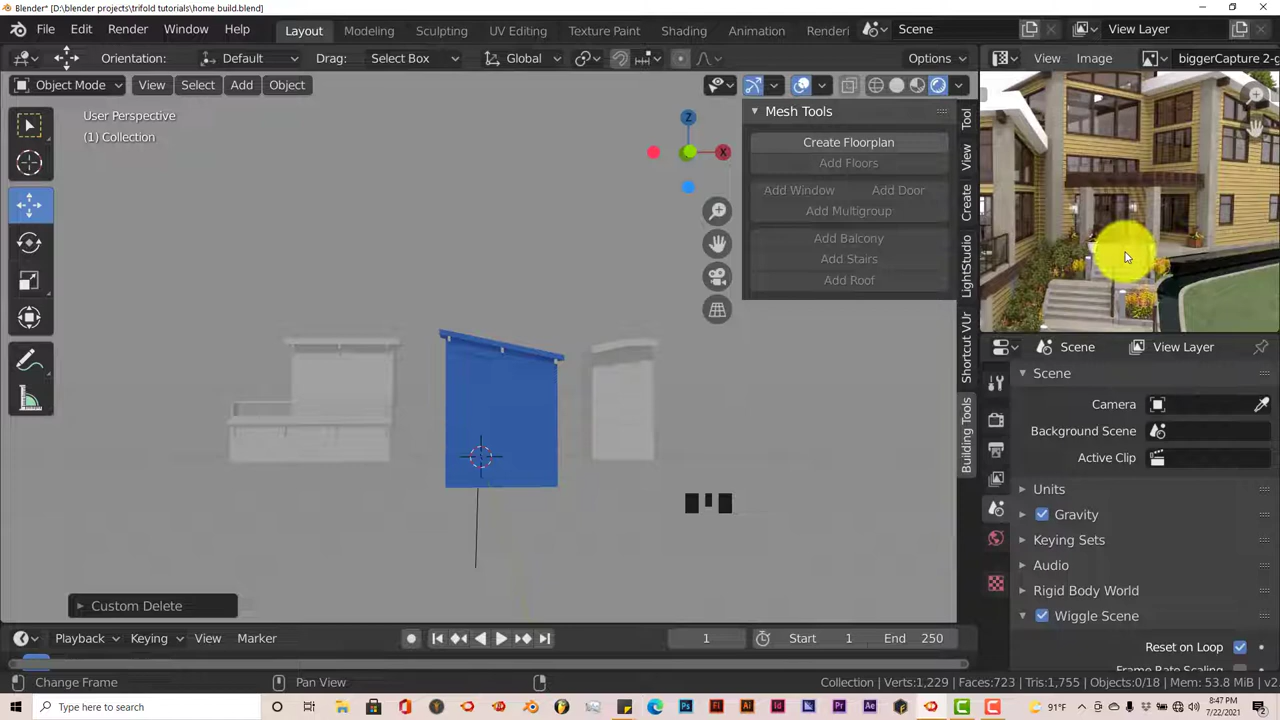 Blender* [D:\blender projects\trifold tutorials\home build.blend]
File Edit Render Window Help Layout Modeling Sculpting UV Editing Texture Paint Shading Animation Renderi Scene View Layer
Orientation: Default Drag: Select Box Global Options View Image biggerCapture 2-g
Object Mode View Select Add Object
User Perspective
(1) Collection
Z
X
Mesh Tools
Create Floorplan
Add Floors
Add Window Add Door
Add Multigroup
Add Balcony
Add Stairs
Add Roof
Tool
View
Create
LightStudio
Shortcut VUr
Building Tools
Scene View Layer
Scene
Camera
Background Scene
Active Clip
Units
Gravity
Keying Sets
Audio
Rigid Body World
Wiggle Scene
Reset on Loop
Frame Rate Scaling
Custom Delete
Playback Keying View Marker 1 Start 1 End 250
Change Frame Pan View Collection | Verts:1,229 | Faces:723 | Tris:1,755 | Objects:0/18 | Mem: 53.8 MiB | v2
Type here to search
91°F
8:47 PM
7/22/2021